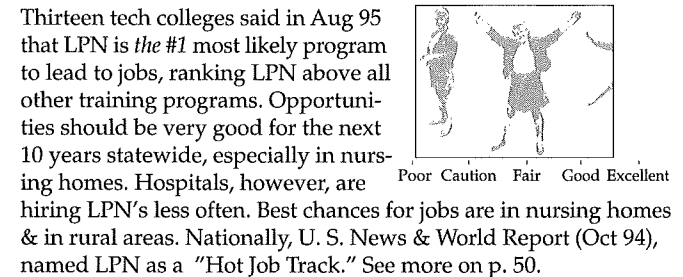 Thirteen tech colleges said in Aug 95
that LPN is the #1 most likely program
to lead to jobs, ranking LPN above all
other training programs. Opportuni-
ties should be very good for the next
10 years statewide, especially in nurs-
ing homes. Hospitals, however, are
Poor Caution Fair Good Excellent
hiring LPN's less often. Best chances for jobs are in nursing homes
& in rural areas. Nationally, U. S. News & World Report (Oct 94),
named LPN as a "Hot Job Track." See more on p. 50.